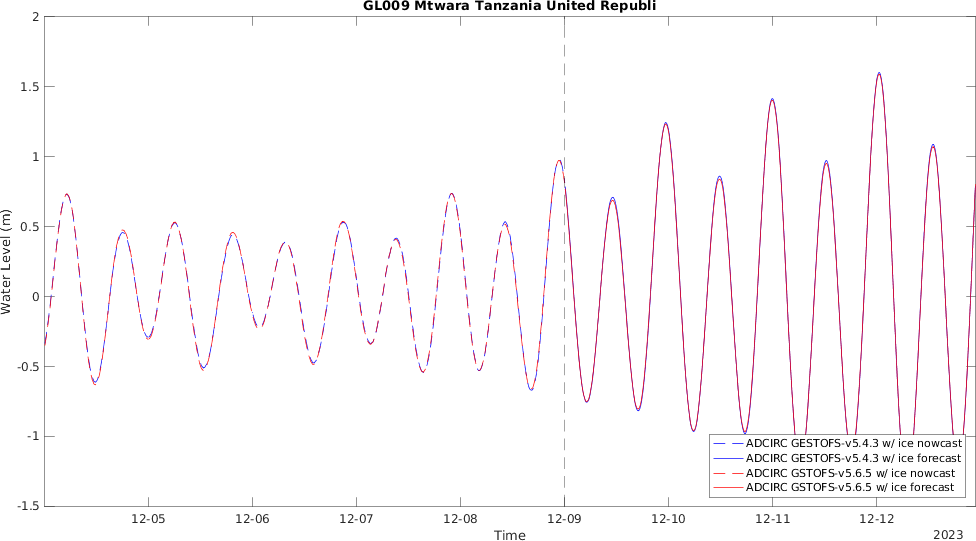 GL009 Mtwara Tanzania United Republi
2
1.5
1
0.5
0
-0.5
-1
-1.5
Water Level (m)
12-05
12-06
12-07
12-08
12-09
12-10
12-11
12-12
Time
2023
ADCIRC GESTOFS-v5.4.3 w/ ice nowcast
ADCIRC GESTOFS-v5.4.3 w/ ice forecast
ADCIRC GSTOFS-v5.6.5 w/ ice nowcast
ADCIRC GSTOFS-v5.6.5 w/ ice forecast